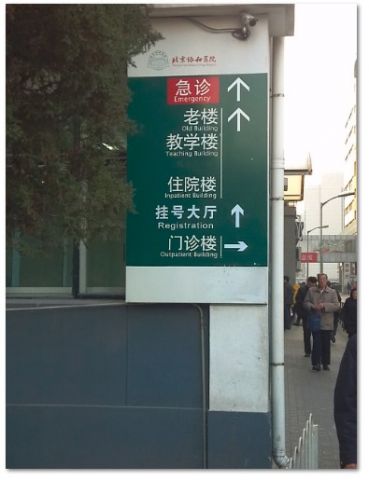 北京协和医院
急诊
Emergency
老楼
Old Building
教学楼
Teaching Building
住院楼
Inpatient Building
挂号大厅
Registration
门诊楼
Outpatient Building